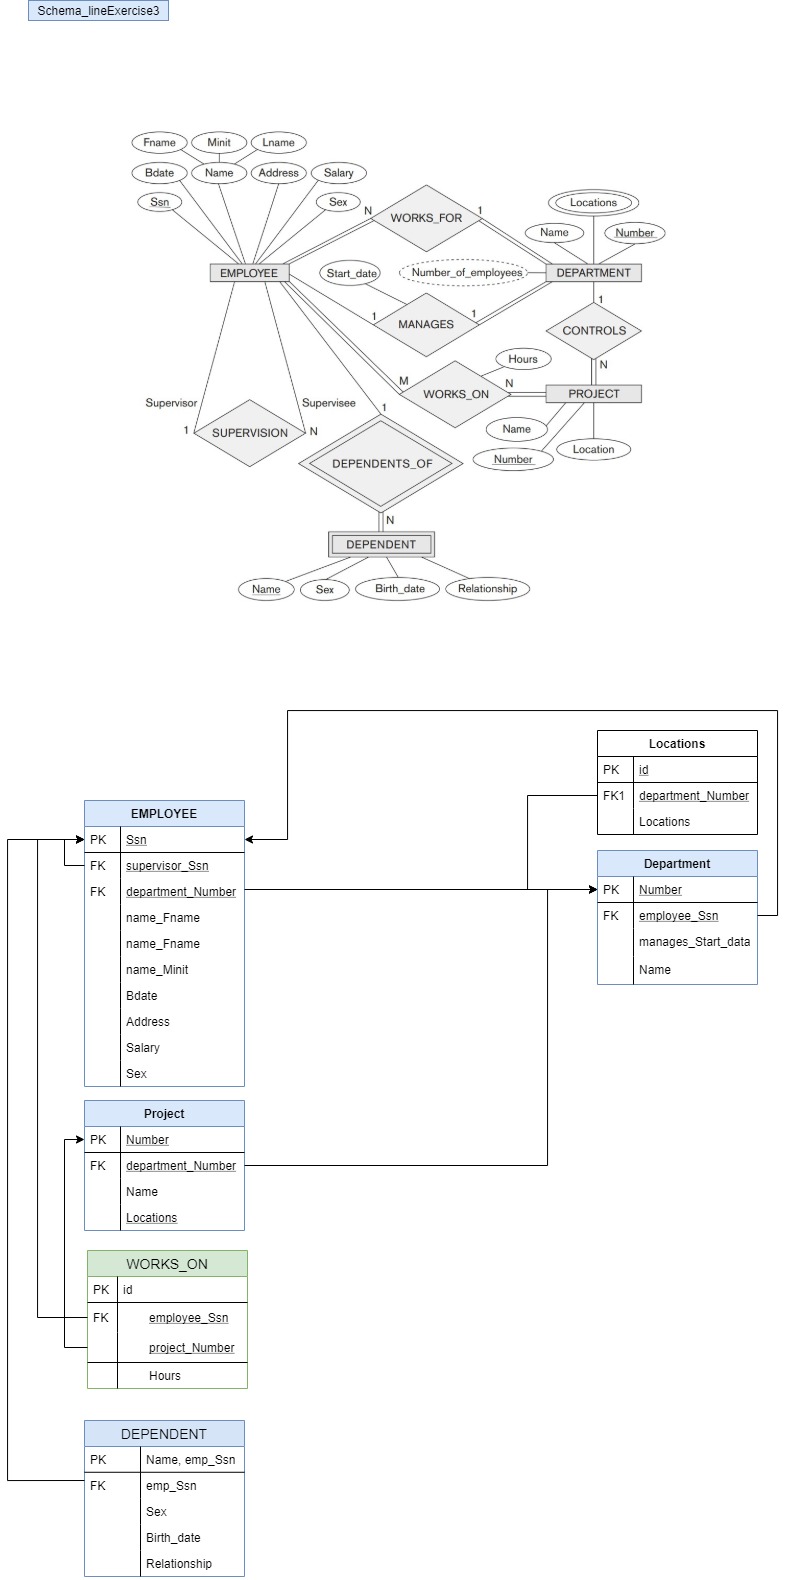 Schema_lineExercise3
Fname
Minit
Lname
Bdate
Name
Address
Salary
Ssn
Sex
N
WORKS_FOR
1
Locations
Name
Number
EMPLOYEE
Start_date
Number_of_employees
DEPARTMENT
1
MANAGES
1
1
CONTROLS
N
Hours
M
WORKS_ON
N
PROJECT
Name
Number
Location
Supervisor
Supervisee
1
SUPERVISION
N
1
DEPENDENTS_OF
N
DEPENDENT
Name
Sex
Birth_date
Relationship
Locations
PK id
FK1 department_Number
Locations
EMPLOYEE
PK Ssn
FK supervisor_Ssn
FK department_Number
name_Fname
name_Fname
name_Minit
Bdate
Address
Salary
Sex
Department
PK Number
FK employee_Ssn
manages_Start_data
Name
Project
PK Number
FK department_Number
Name
Locations
WORKS_ON
PK id
FK employee_Ssn
project_Number
Hours
DEPENDENT
PK Name, emp_Ssn
FK emp_Ssn
Sex
Birth_date
Relationship